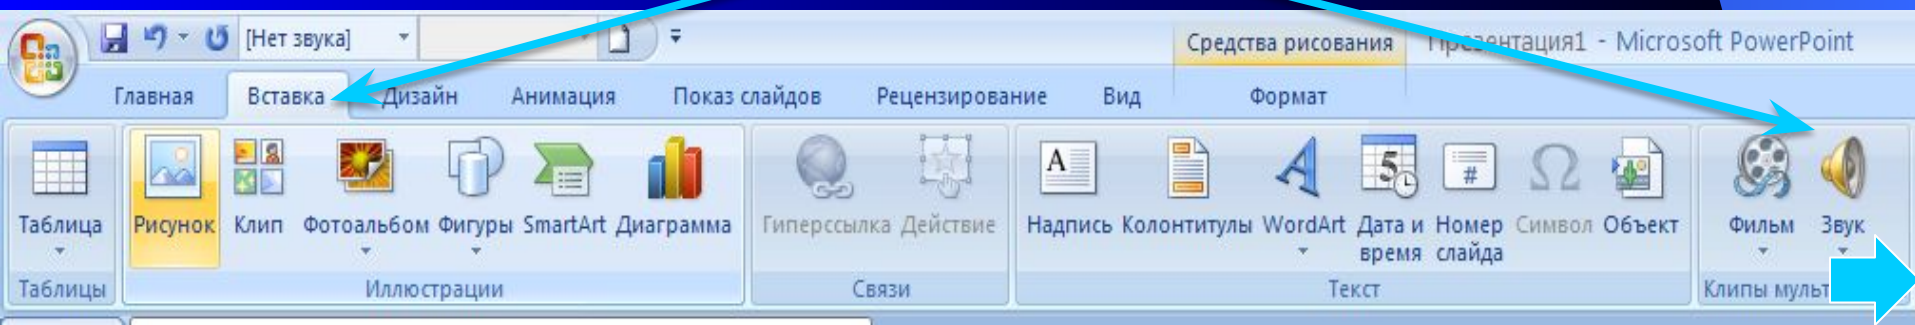 [Нет звука]
Средства рисования
Презентация1 - Microsoft PowerPoint
Главная Вставка Дизайн Анимация Показ слайдов Рецензирование Вид Формат
Таблица Рисунок Клип Фотоальбом Фигуры SmartArt Диаграмма Гиперссылка Действие Надпись Колонтитулы WordArt Дата и время Номер слайда Символ Объект Фильм Звук
Таблицы Иллюстрации Связи Текст Клипы мульт